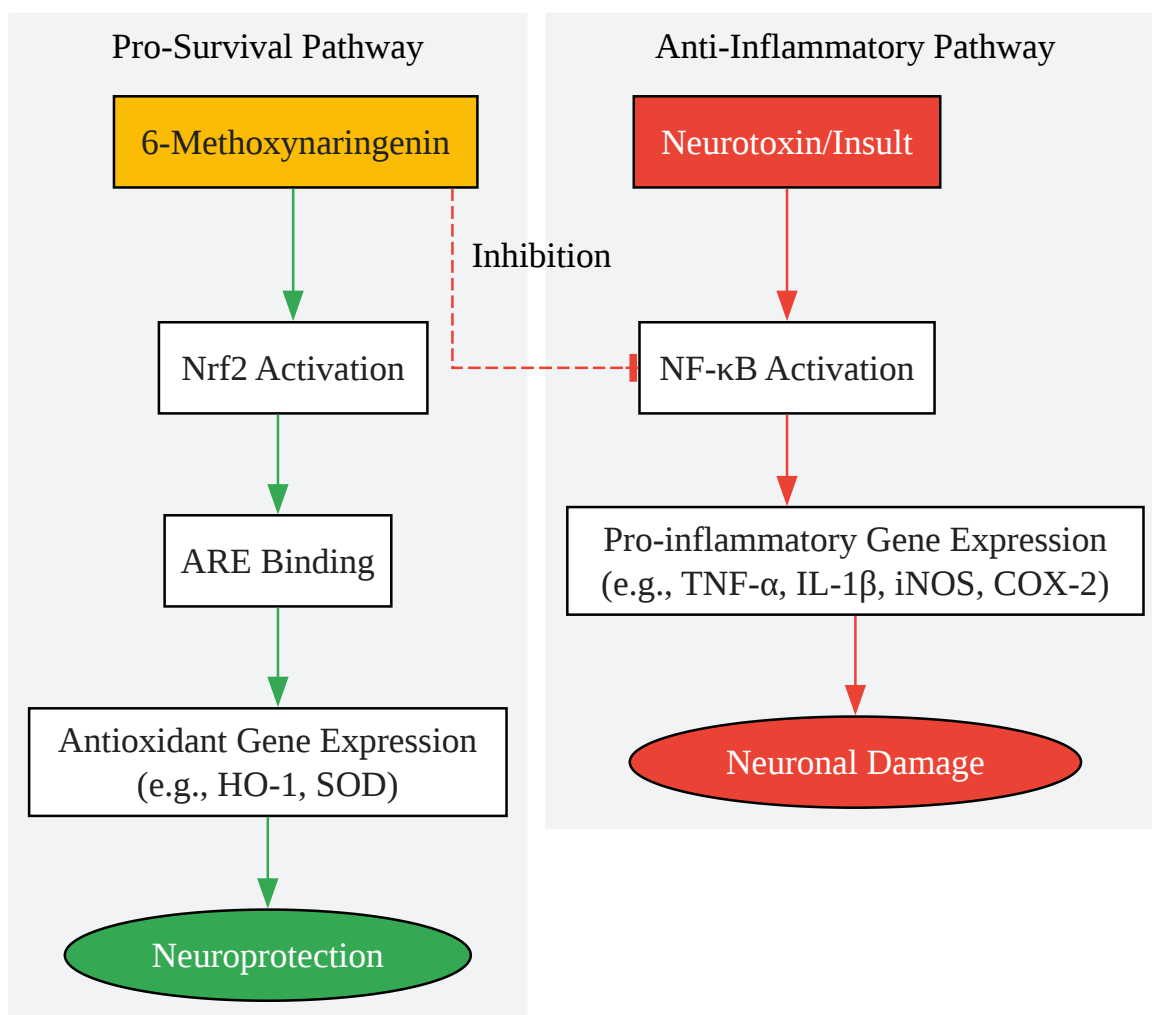 Pro-Survival Pathway
6-Methoxynaringenin
Nrf2 Activation
ARE Binding
Antioxidant Gene Expression
(e.g., HO-1, SOD)
Neuroprotection
Inhibition
Anti-Inflammatory Pathway
Neurotoxin/Insult
NF-κB Activation
Pro-inflammatory Gene Expression
(e.g., TNF-α, IL-1β, iNOS, COX-2)
Neuronal Damage